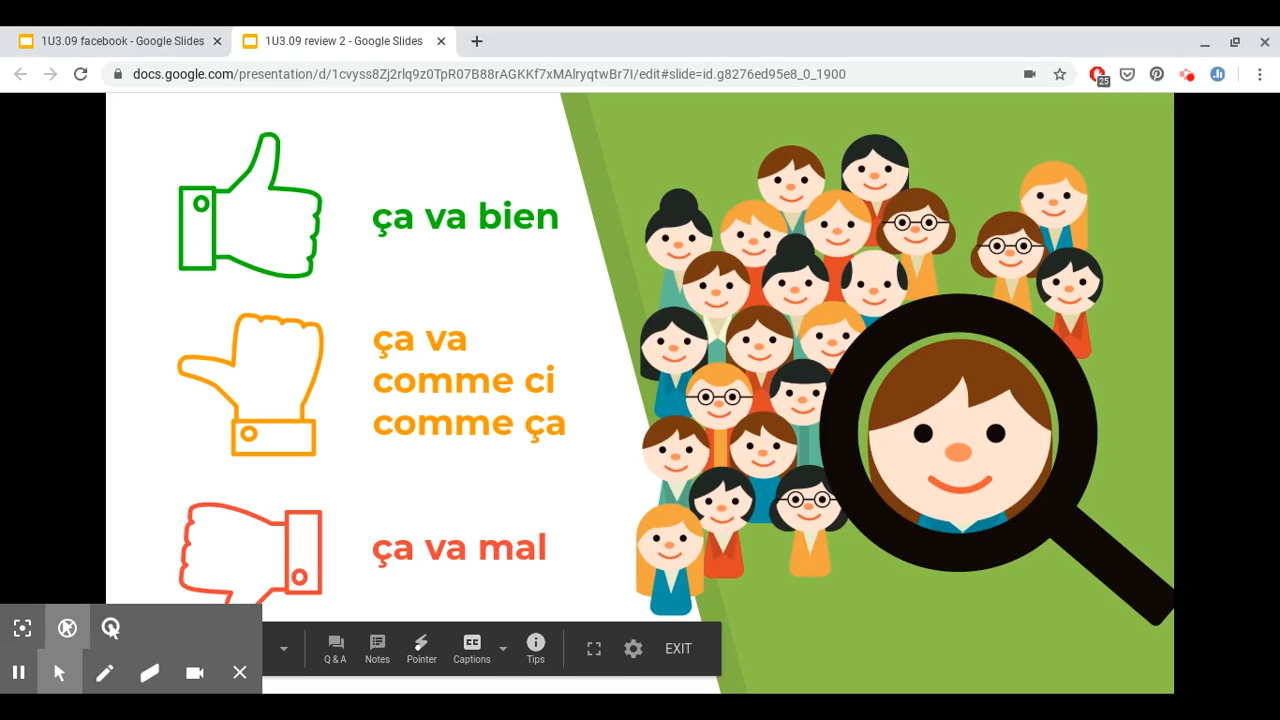 1U3.09 facebook - Google Slides
1U3.09 review 2 - Google Slides
docs.google.com/presentation/d/1cvyss8Zj2rlq9z0TpR07B88rAGKKf7xMAlryqtwBr7I/edit#slide=id.g8276ed95e8_0_1900
25
ça va bien
ça va
comme ci
comme ça
ça va mal
Q & A
Notes
Pointer
CC
Captions
Tips
EXIT